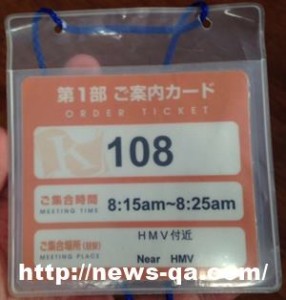 第1部 ご案内カード
ORDER TICKET
K 108
ご集合時間 8:15am~8:25am
MEETING TIME
HMV付近
ご集合場所(経験)
MEETING PLACE Near HMV
http://news-qa.com/